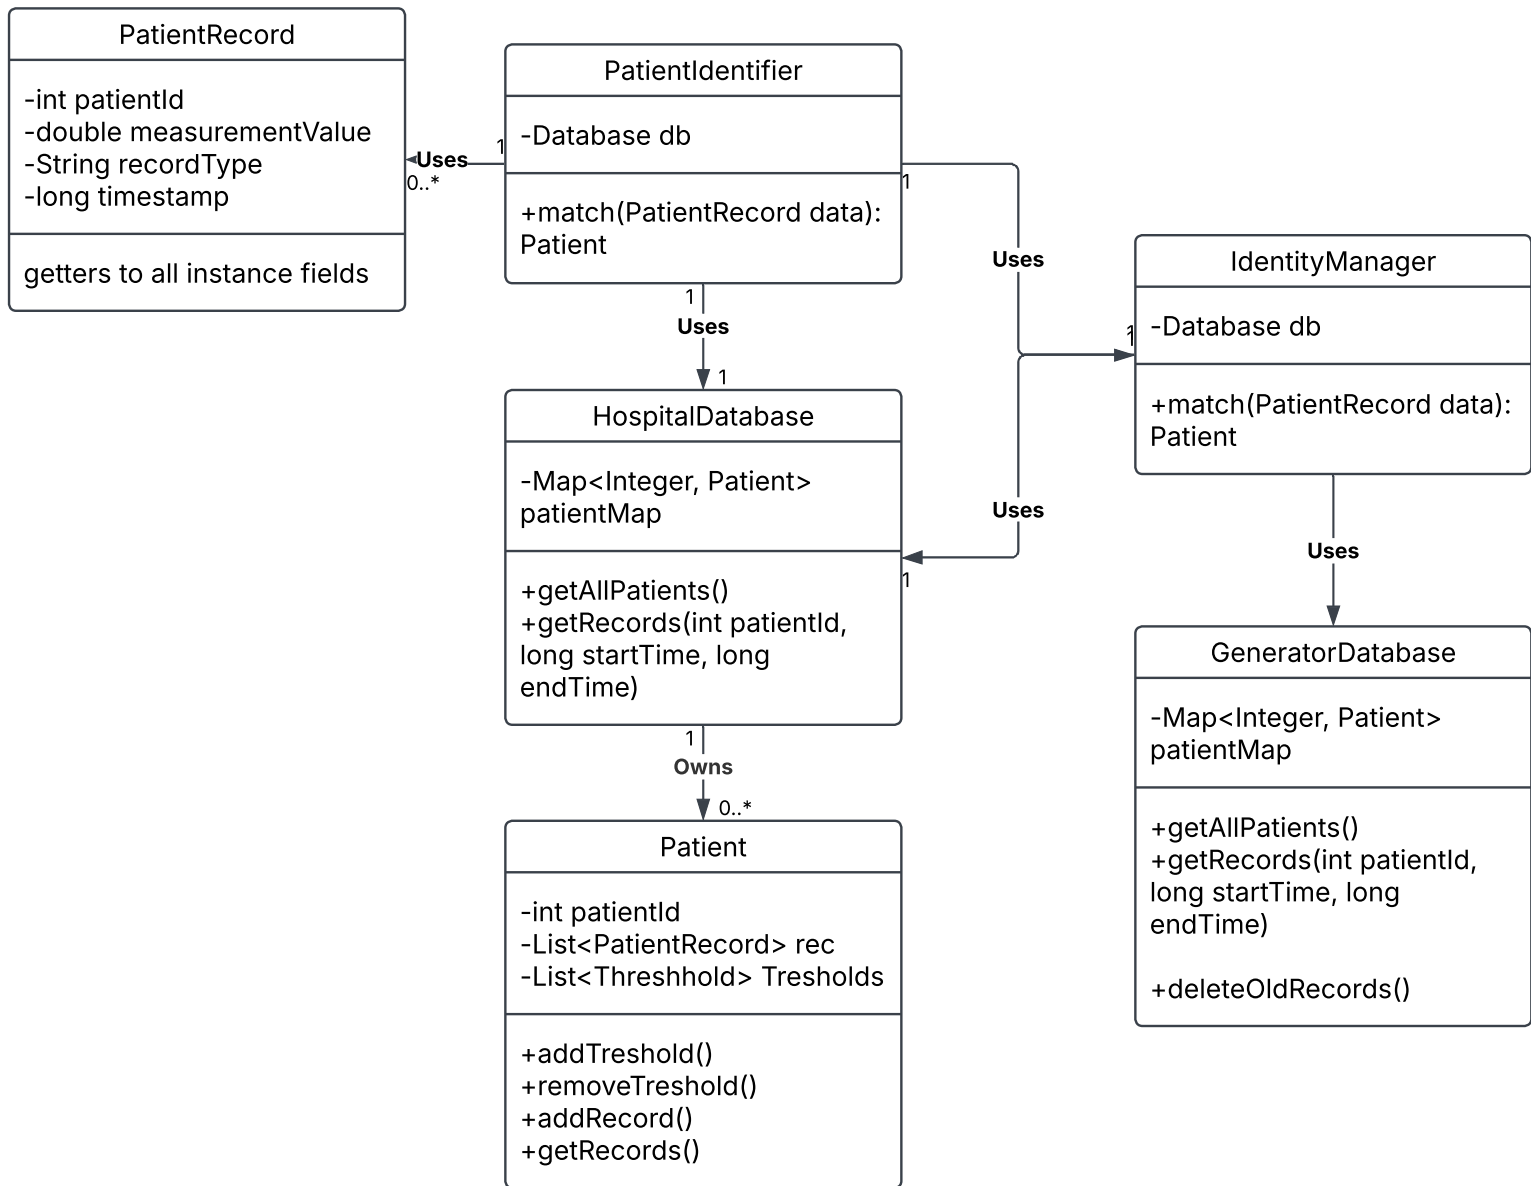 PatientRecord
-int patientId
-double measurementValue
-String recordType
-long timestamp
getters to all instance fields
Uses
1
0..*
PatientIdentifier
-Database db
+match(PatientRecord data):
Patient
1
Uses
1
1
Uses
1
HospitalDatabase
-Map<Integer, Patient>
patientMap
+getAllPatients()
+getRecords(int patientId,
long startTime, long
endTime)
Uses
1
1
1
Owns
0..*
Patient
-int patientId
-List<PatientRecord> rec
-List<Threshhold> Tresholds
+addTreshold()
+removeTreshold()
+addRecord()
+getRecords()
IdentityManager
-Database db
+match(PatientRecord data):
Patient
Uses
GeneratorDatabase
-Map<Integer, Patient>
patientMap
+getAllPatients()
+getRecords(int patientId,
long startTime, long
endTime)
+deleteOldRecords()